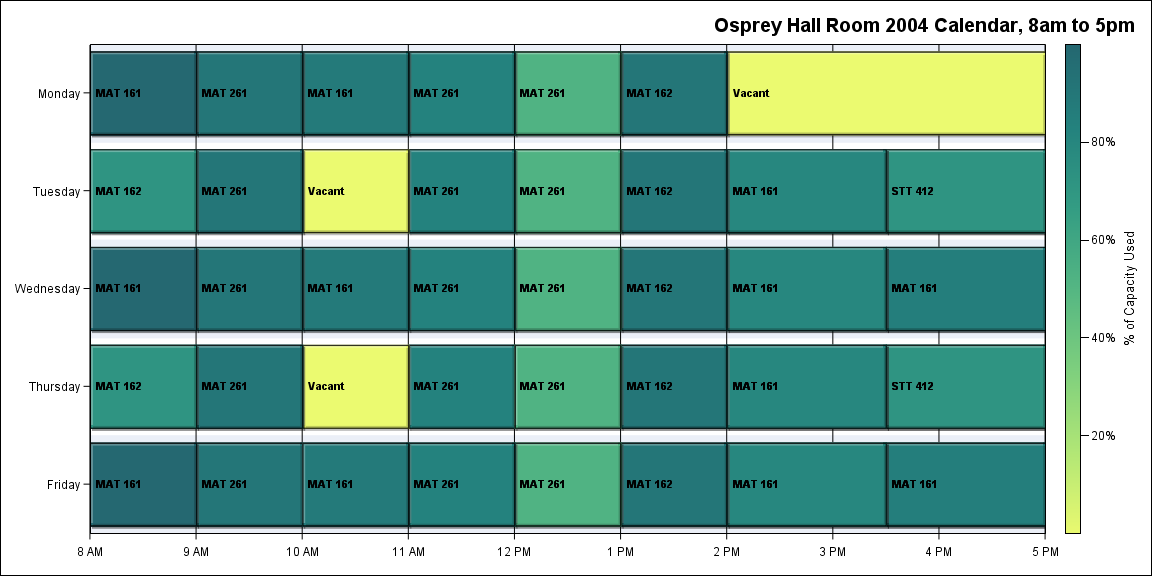 Osprey Hall Room 2004 Calendar, 8am to 5pm
Monday MAT 161 MAT 261 MAT 161 MAT 261 MAT 261 MAT 162 Vacant
80%
Tuesday MAT 162 MAT 261 Vacant MAT 261 MAT 261 MAT 162 MAT 161 STT 412
60%
% of Capacity Used
Wednesday MAT 161 MAT 261 MAT 161 MAT 261 MAT 261 MAT 162 MAT 161 MAT 161
40%
Thursday MAT 162 MAT 261 Vacant MAT 261 MAT 261 MAT 162 MAT 161 STT 412
20%
Friday MAT 161 MAT 261 MAT 161 MAT 261 MAT 261 MAT 162 MAT 161 MAT 161
8 AM 9 AM 10 AM 11 AM 12 PM 1 PM 2 PM 3 PM 4 PM 5 PM